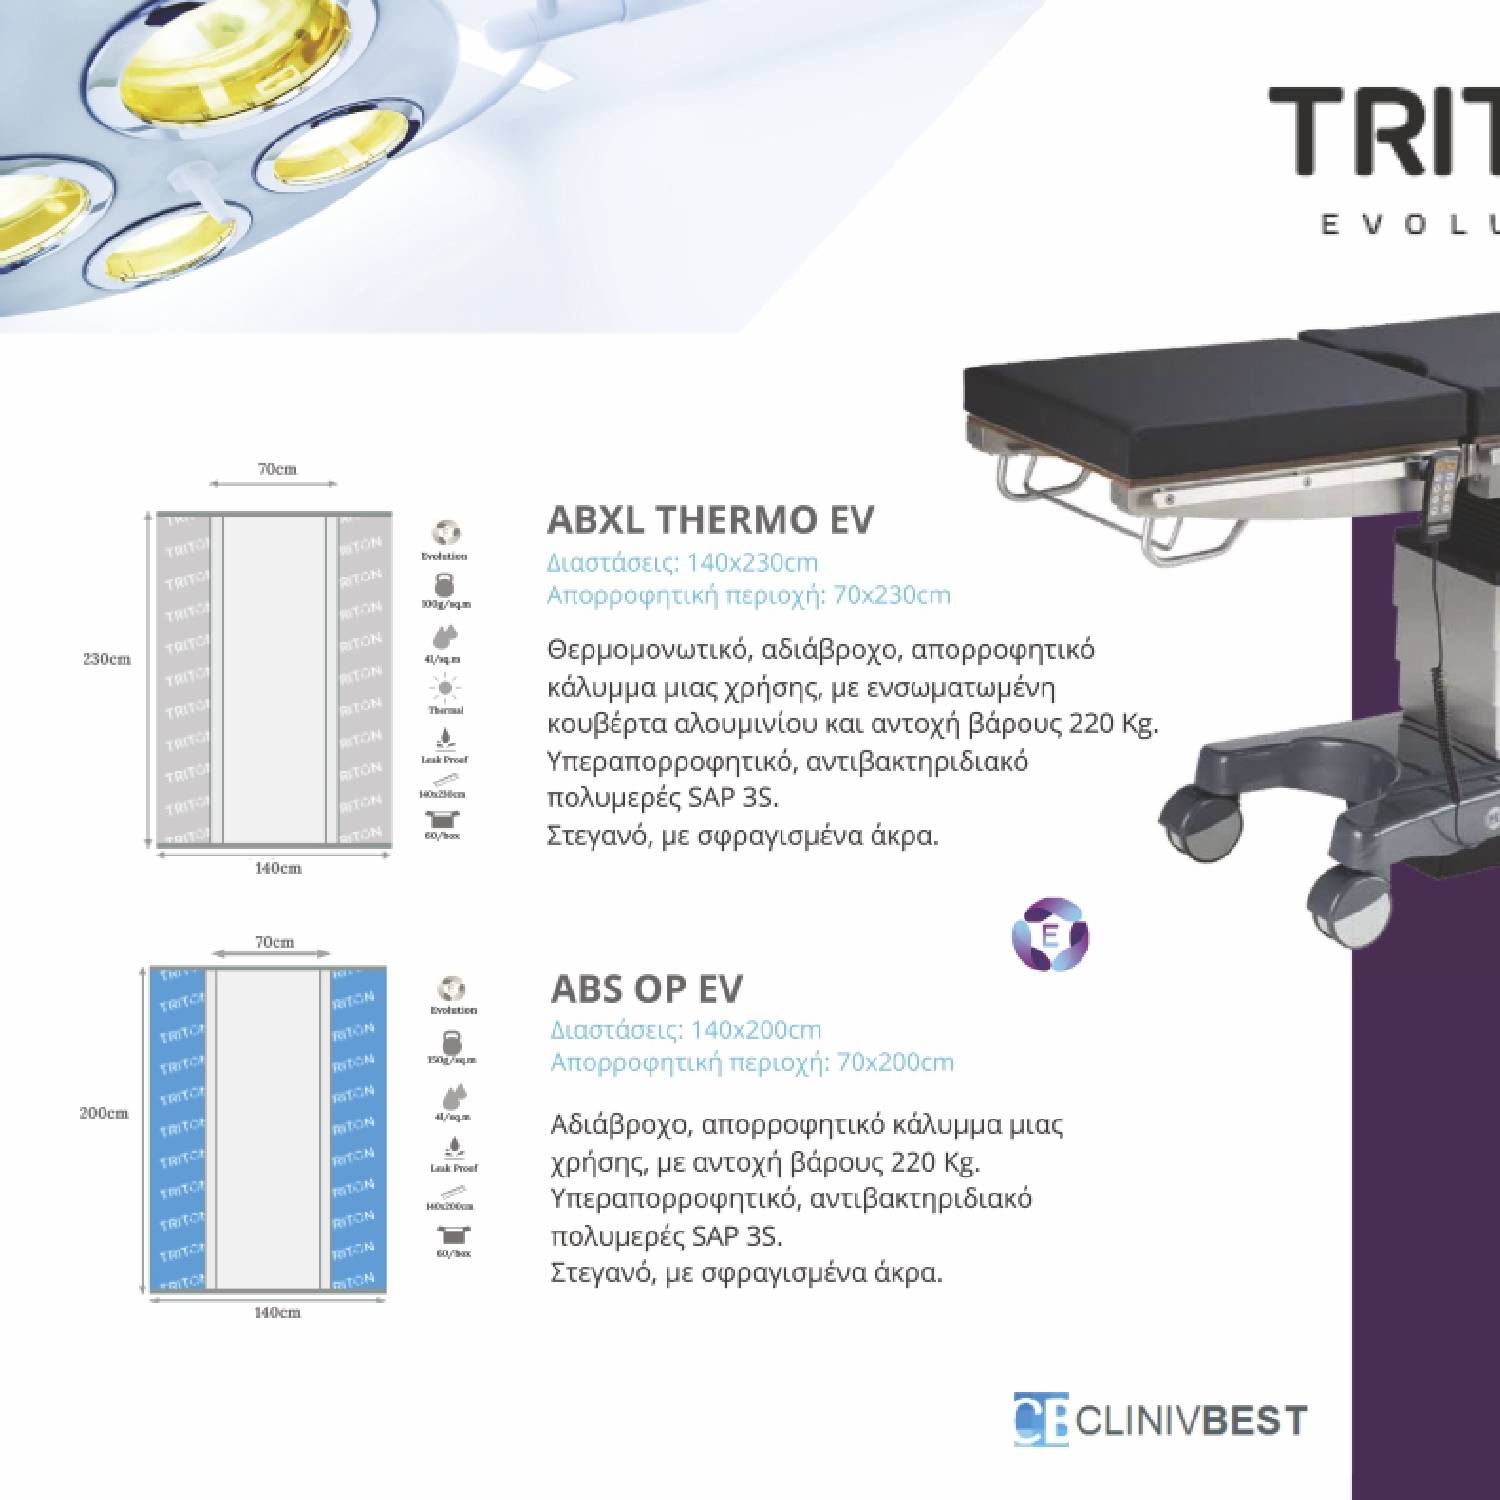 TRIT
EVOLU
70cm
230cm
140cm
Evolution
100g/sq.m
4l/sq.m
Thermal
Leak Proof
140x230cm
60/box
ABXL THERMO EV
Διαστάσεις: 140x230cm
Απορροφητική περιοχή: 70x230cm
Θερμομονωτικό, αδιάβροχο, απορροφητικό
κάλυμμα μιας χρήσης, με ενσωματωμένη
κουβέρτα αλουμινίου και αντοχή βάρους 220 Kg.
Υπεραπορροφητικό, αντιβακτηριδιακό
πολυμερές SAP 3S.
Στεγανό, με σφραγισμένα άκρα.
E
70cm
200cm
140cm
Evolution
150g/sq.m
4l/sq.m
Leak Proof
140x200cm
60/box
ABS OP EV
Διαστάσεις: 140x200cm
Απορροφητική περιοχή: 70x200cm
Αδιάβροχο, απορροφητικό κάλυμμα μιας
χρήσης, με αντοχή βάρους 220 Kg.
Υπεραπορροφητικό, αντιβακτηριδιακό
πολυμερές SAP 3S.
Στεγανό, με σφραγισμένα άκρα.
CB CLINIVBEST